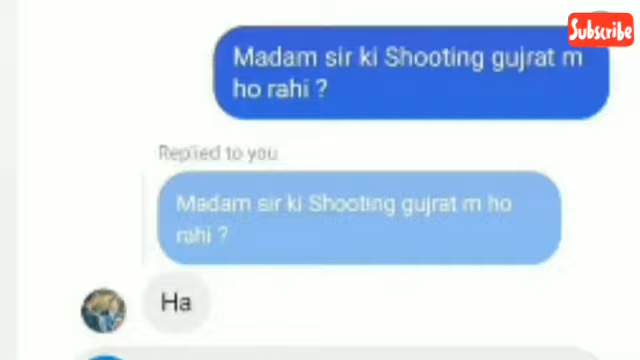 Subscribe
Madam sir ki Shooting gujrat m
ho rahi ?
Replied to you
Madam sir ki Shooting gujrat m ho
rahi ?
Ha